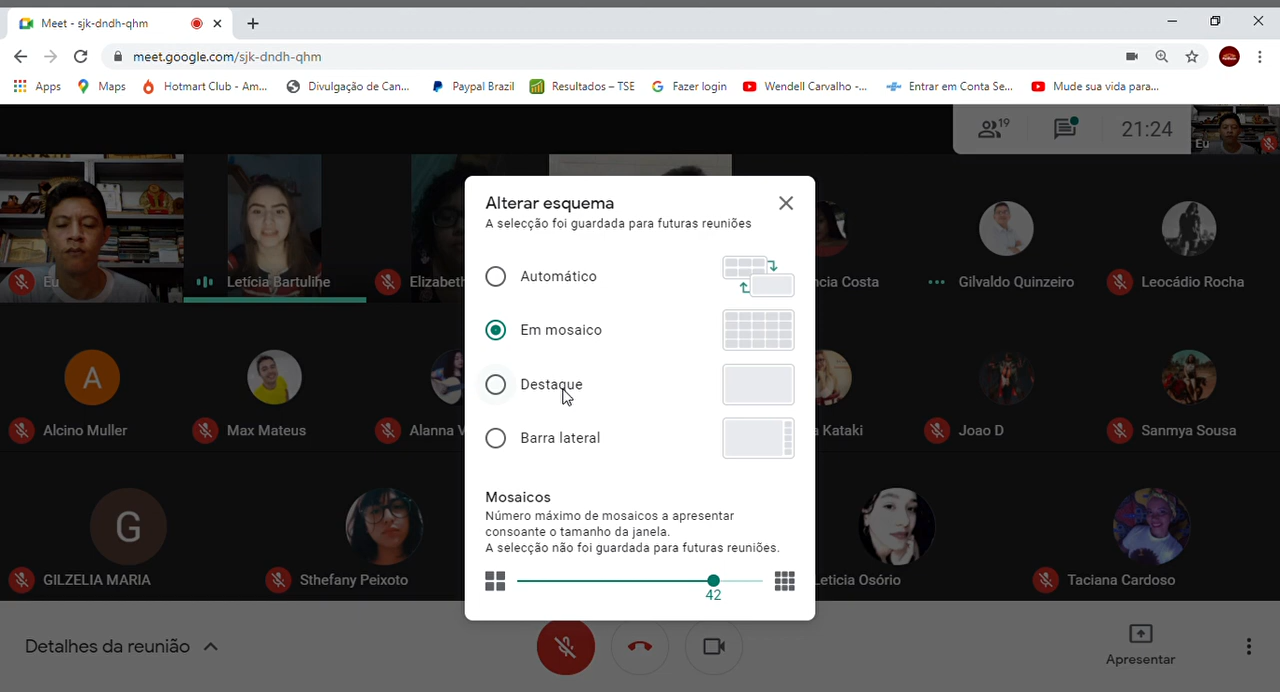 Meet - sjk-dndh-qhm
meet.google.com/sjk-dndh-qhm
Apps Maps Hotmart Club - Am... Divulgação de Can... Paypal Brazil Resultados – TSE Fazer login Wendell Carvalho -... Entrar em Conta Se... Mude sua vida para...
19 21:24
Eu
Alterar esquema
A selecção foi guardada para futuras reuniões
Automático
Em mosaico
Destaque
Barra lateral
Mosaicos
Número máximo de mosaicos a apresentar
consoante o tamanho da janela.
A selecção não foi guardada para futuras reuniões.
42
Eu Letícia Bartulihe Elizabeth ncia Costa Gilvaldo Quinzeiro Leocádio Rocha
A
Alcino Muller Max Mateus Alanna V Kataki Joao D Sanmya Sousa
G
GILZELIA MARIA Sthefany Peixoto Leticia Osório Taciana Cardoso
Detalhes da reunião
Apresentar